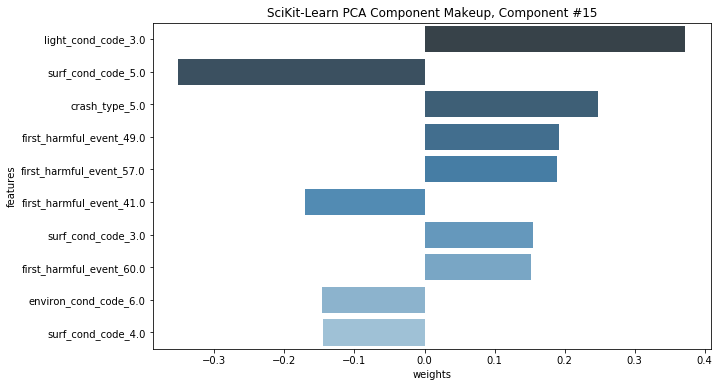 SciKit-Learn PCA Component Makeup, Component #15
features
light_cond_code_3.0
surf_cond_code_5.0
crash_type_5.0
first_harmful_event_49.0
first_harmful_event_57.0
first_harmful_event_41.0
surf_cond_code_3.0
first_harmful_event_60.0
environ_cond_code_6.0
surf_cond_code_4.0
−0.3 −0.2 −0.1 0.0 0.1 0.2 0.3 0.4
weights